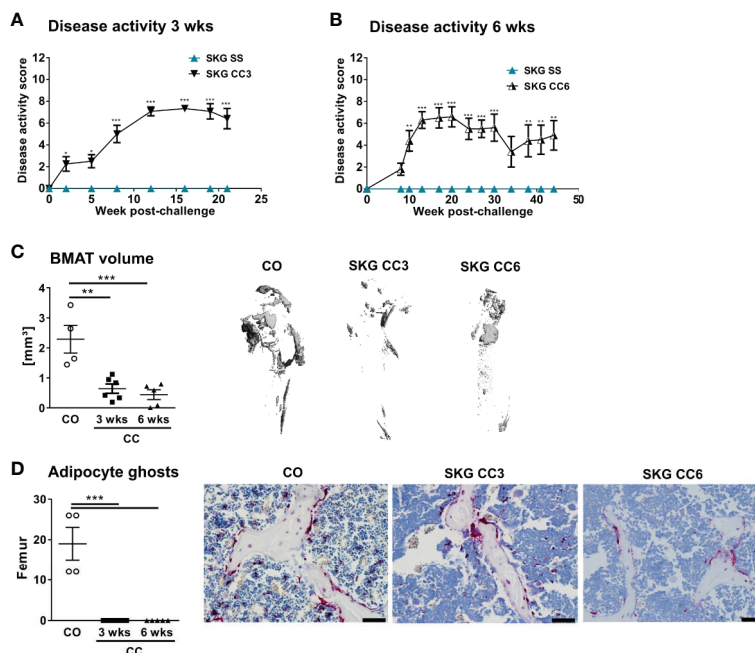 A Disease activity 3 wks
Disease activity score
12
10
8
6
4
2
0
SKG SS
SKG CC3
*
*
***
***
***
***
***
0 5 10 15 20 25
Week post-challenge
B Disease activity 6 wks
Disease activity score
12
10
8
6
4
2
0
SKG SS
SKG CC6
**
***
***
***
**
**
***
**
**
**
0 10 20 30 40 50
Week post-challenge
C BMAT volume
[mm³]
4
3
2
1
0
***
**
CO 3 wks 6 wks
CC
CO SKG CC3 SKG CC6
D Adipocyte ghosts
Femur
30
20
10
0
***
CO 3 wks 6 wks
CC
CO SKG CC3 SKG CC6